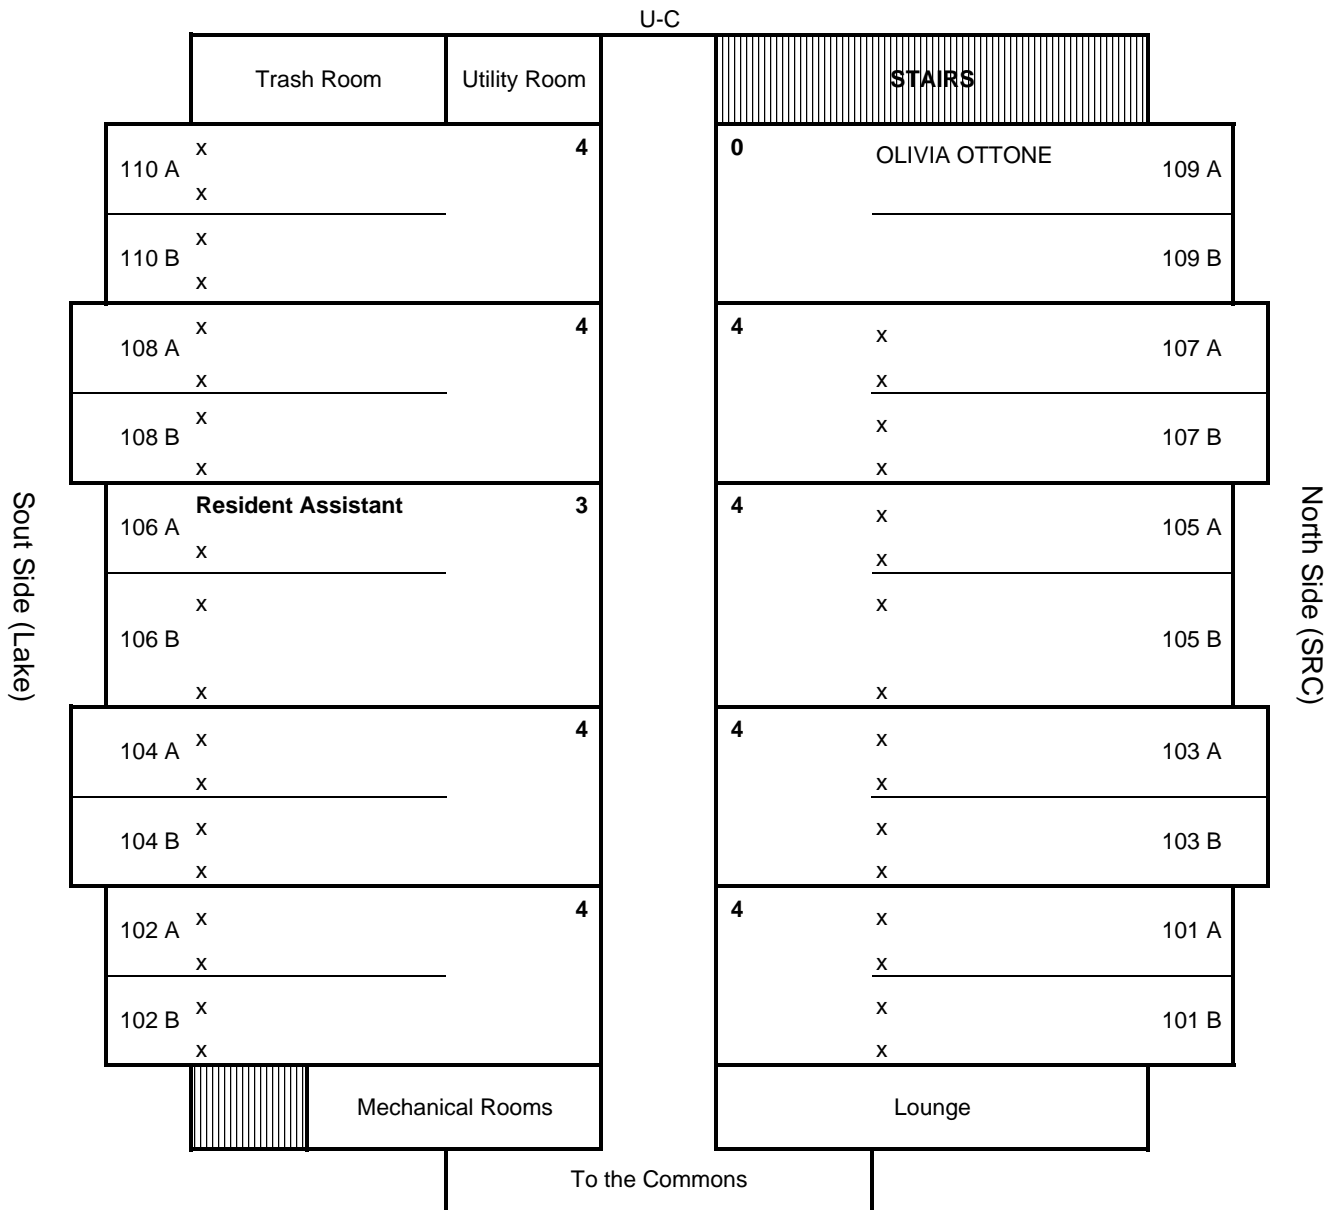 U-C
Trash Room Utility Room STAIRS
x 4 0 OLIVIA OTTONE
110 A 109 A
x
x
110 B 109 B
x
x 4 4 x
108 A 107 A
x x
x x
108 B 107 B
x x
Resident Assistant 3 4 x
106 A 105 A
x x
x x
106 B 105 B
x x
Sout Side (Lake)
North Side (SRC)
x 4 4 x
104 A 103 A
x x
x x
104 B 103 B
x x
x 4 4 x
102 A 101 A
x x
x x
102 B 101 B
x x
Mechanical Rooms Lounge
To the Commons